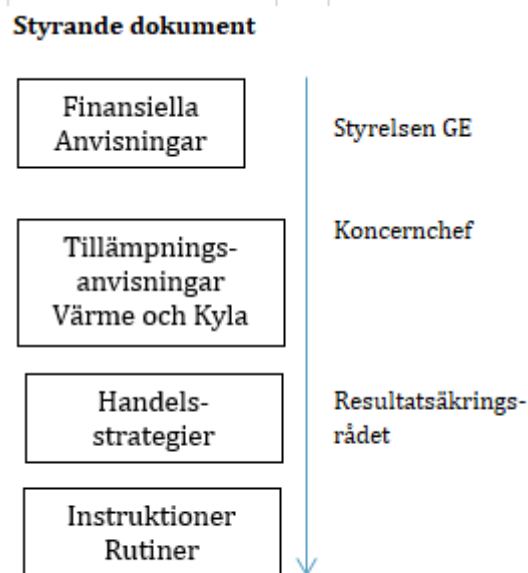 Styrande dokument
Finansiella
Anvisningar
Styrelsen GE
Koncernchef
Tillämpnings-
anvisningar
Värme och Kyla
Handels-
strategier
Resultatsäkrings-
rådet
Instruktioner
Rutiner